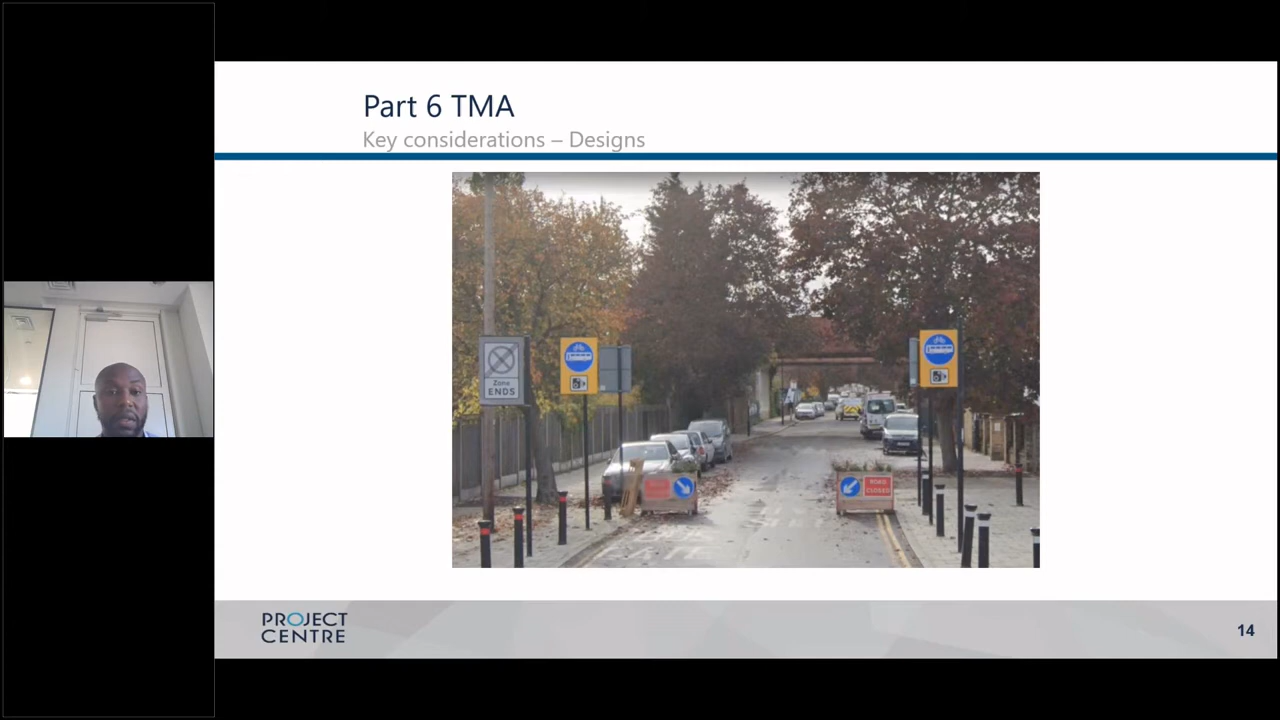 Part 6 TMA
Key considerations – Designs
Zone
ENDS
ROAD
CLOSED
PROJECT
CENTRE
14